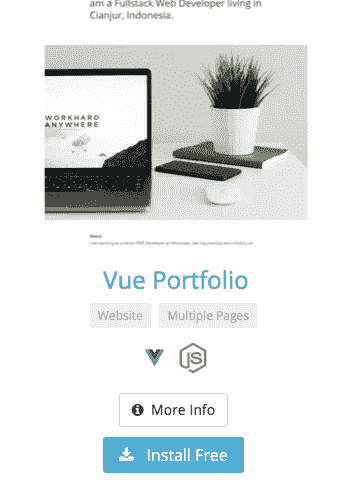 am a Fullstack Web Developer living in
Cianjur, Indonesia.
WORKHARD
ANYWHERE
About
Vue Portfolio
Website Multiple Pages
JS
More Info
Install Free